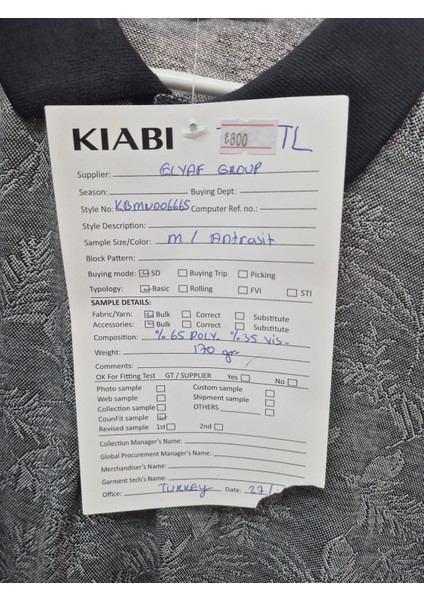 KIABI ₺800 TL
Supplier: ELYAF GROUP
Season: Buying Dept:
Style No: KBMND06665 Computer Ref. no.:
Style Description:
Sample Size/Color: M / Antrasit
Block Pattern:
Buying mode: SD Buying Trip Picking
Typology: Basic Rolling FVI STI
SAMPLE DETAILS:
Fabric/Yarn: Bulk Correct Substitute
Accessories: Bulk Correct Substitute
Composition: % 65 POLY. % 35 VIS.
Weight: 170 gr
Comments:
OK For Fitting Test GT / SUPPLIER Yes No
Photo sample Custom sample
Web sample Shipment sample
Collection sample OTHERS
CounFit sample
Revised sample 1st 2nd
Collection Manager's Name:
Global Procurement Manager's Name:
Merchandiser's Name:
Garment tech's Name:
Office: TURKEY Date: 27/